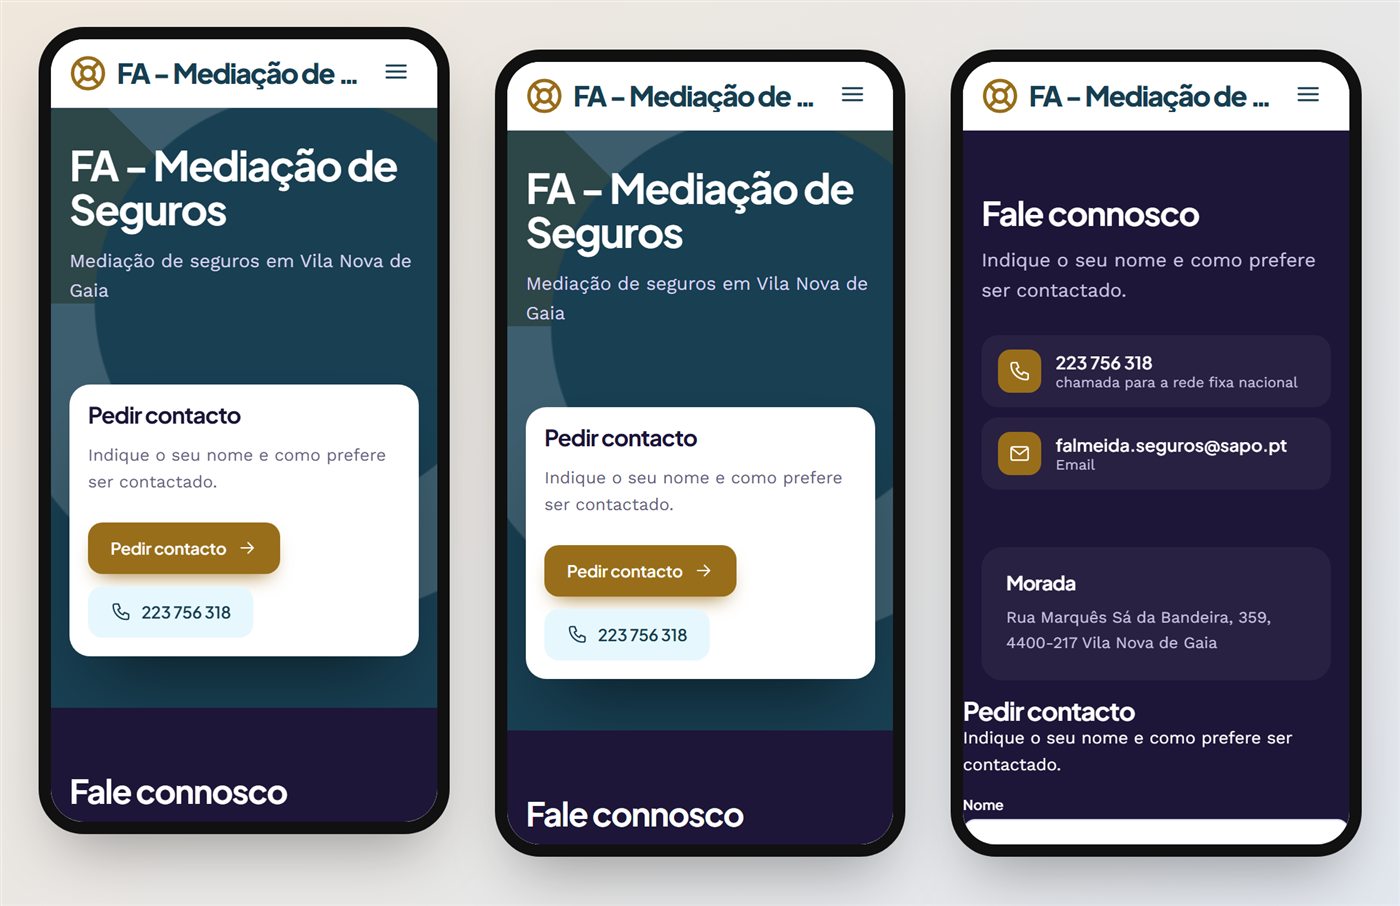 FA – Mediação de ...
FA – Mediação de
Seguros
Mediação de seguros em Vila Nova de
Gaia
Pedir contacto
Indique o seu nome e como prefere
ser contactado.
Pedir contacto →
223 756 318
Fale connosco
FA – Mediação de ...
FA – Mediação de
Seguros
Mediação de seguros em Vila Nova de
Gaia
Pedir contacto
Indique o seu nome e como prefere
ser contactado.
Pedir contacto →
223 756 318
Fale connosco
FA – Mediação de ...
Fale connosco
Indique o seu nome e como prefere
ser contactado.
223 756 318
chamada para a rede fixa nacional
falmeida.seguros@sapo.pt
Email
Morada
Rua Marquês Sá da Bandeira, 359,
4400-217 Vila Nova de Gaia
Pedir contacto
Indique o seu nome e como prefere ser
contactado.
Nome